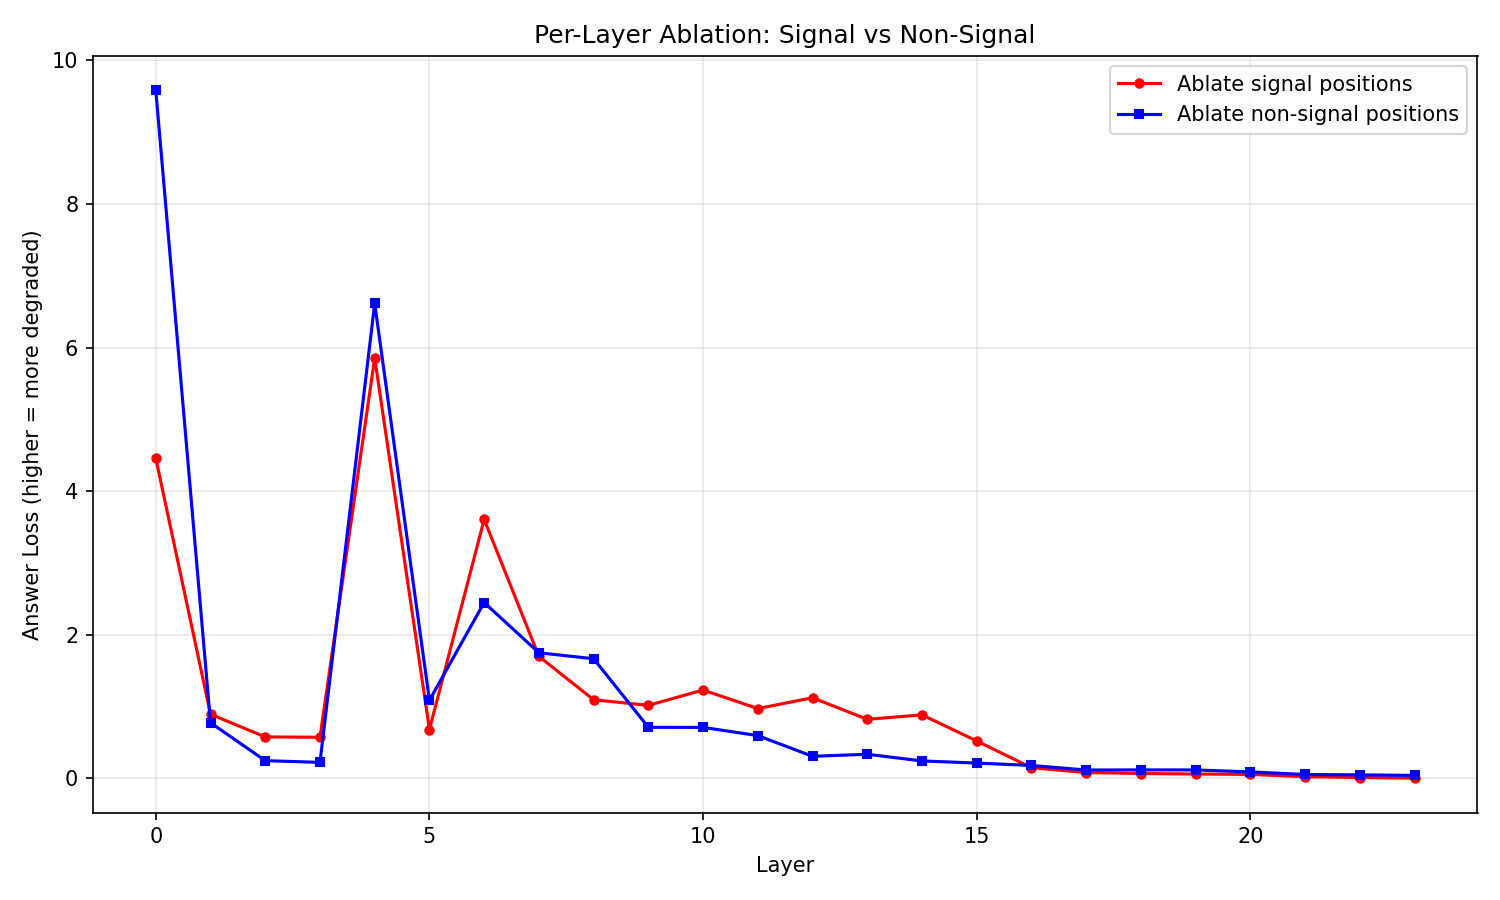 Per-Layer Ablation: Signal vs Non-Signal
Ablate signal positions
Ablate non-signal positions
Answer Loss (higher = more degraded)
10
8
6
4
2
0
0 5 10 15 20
Layer